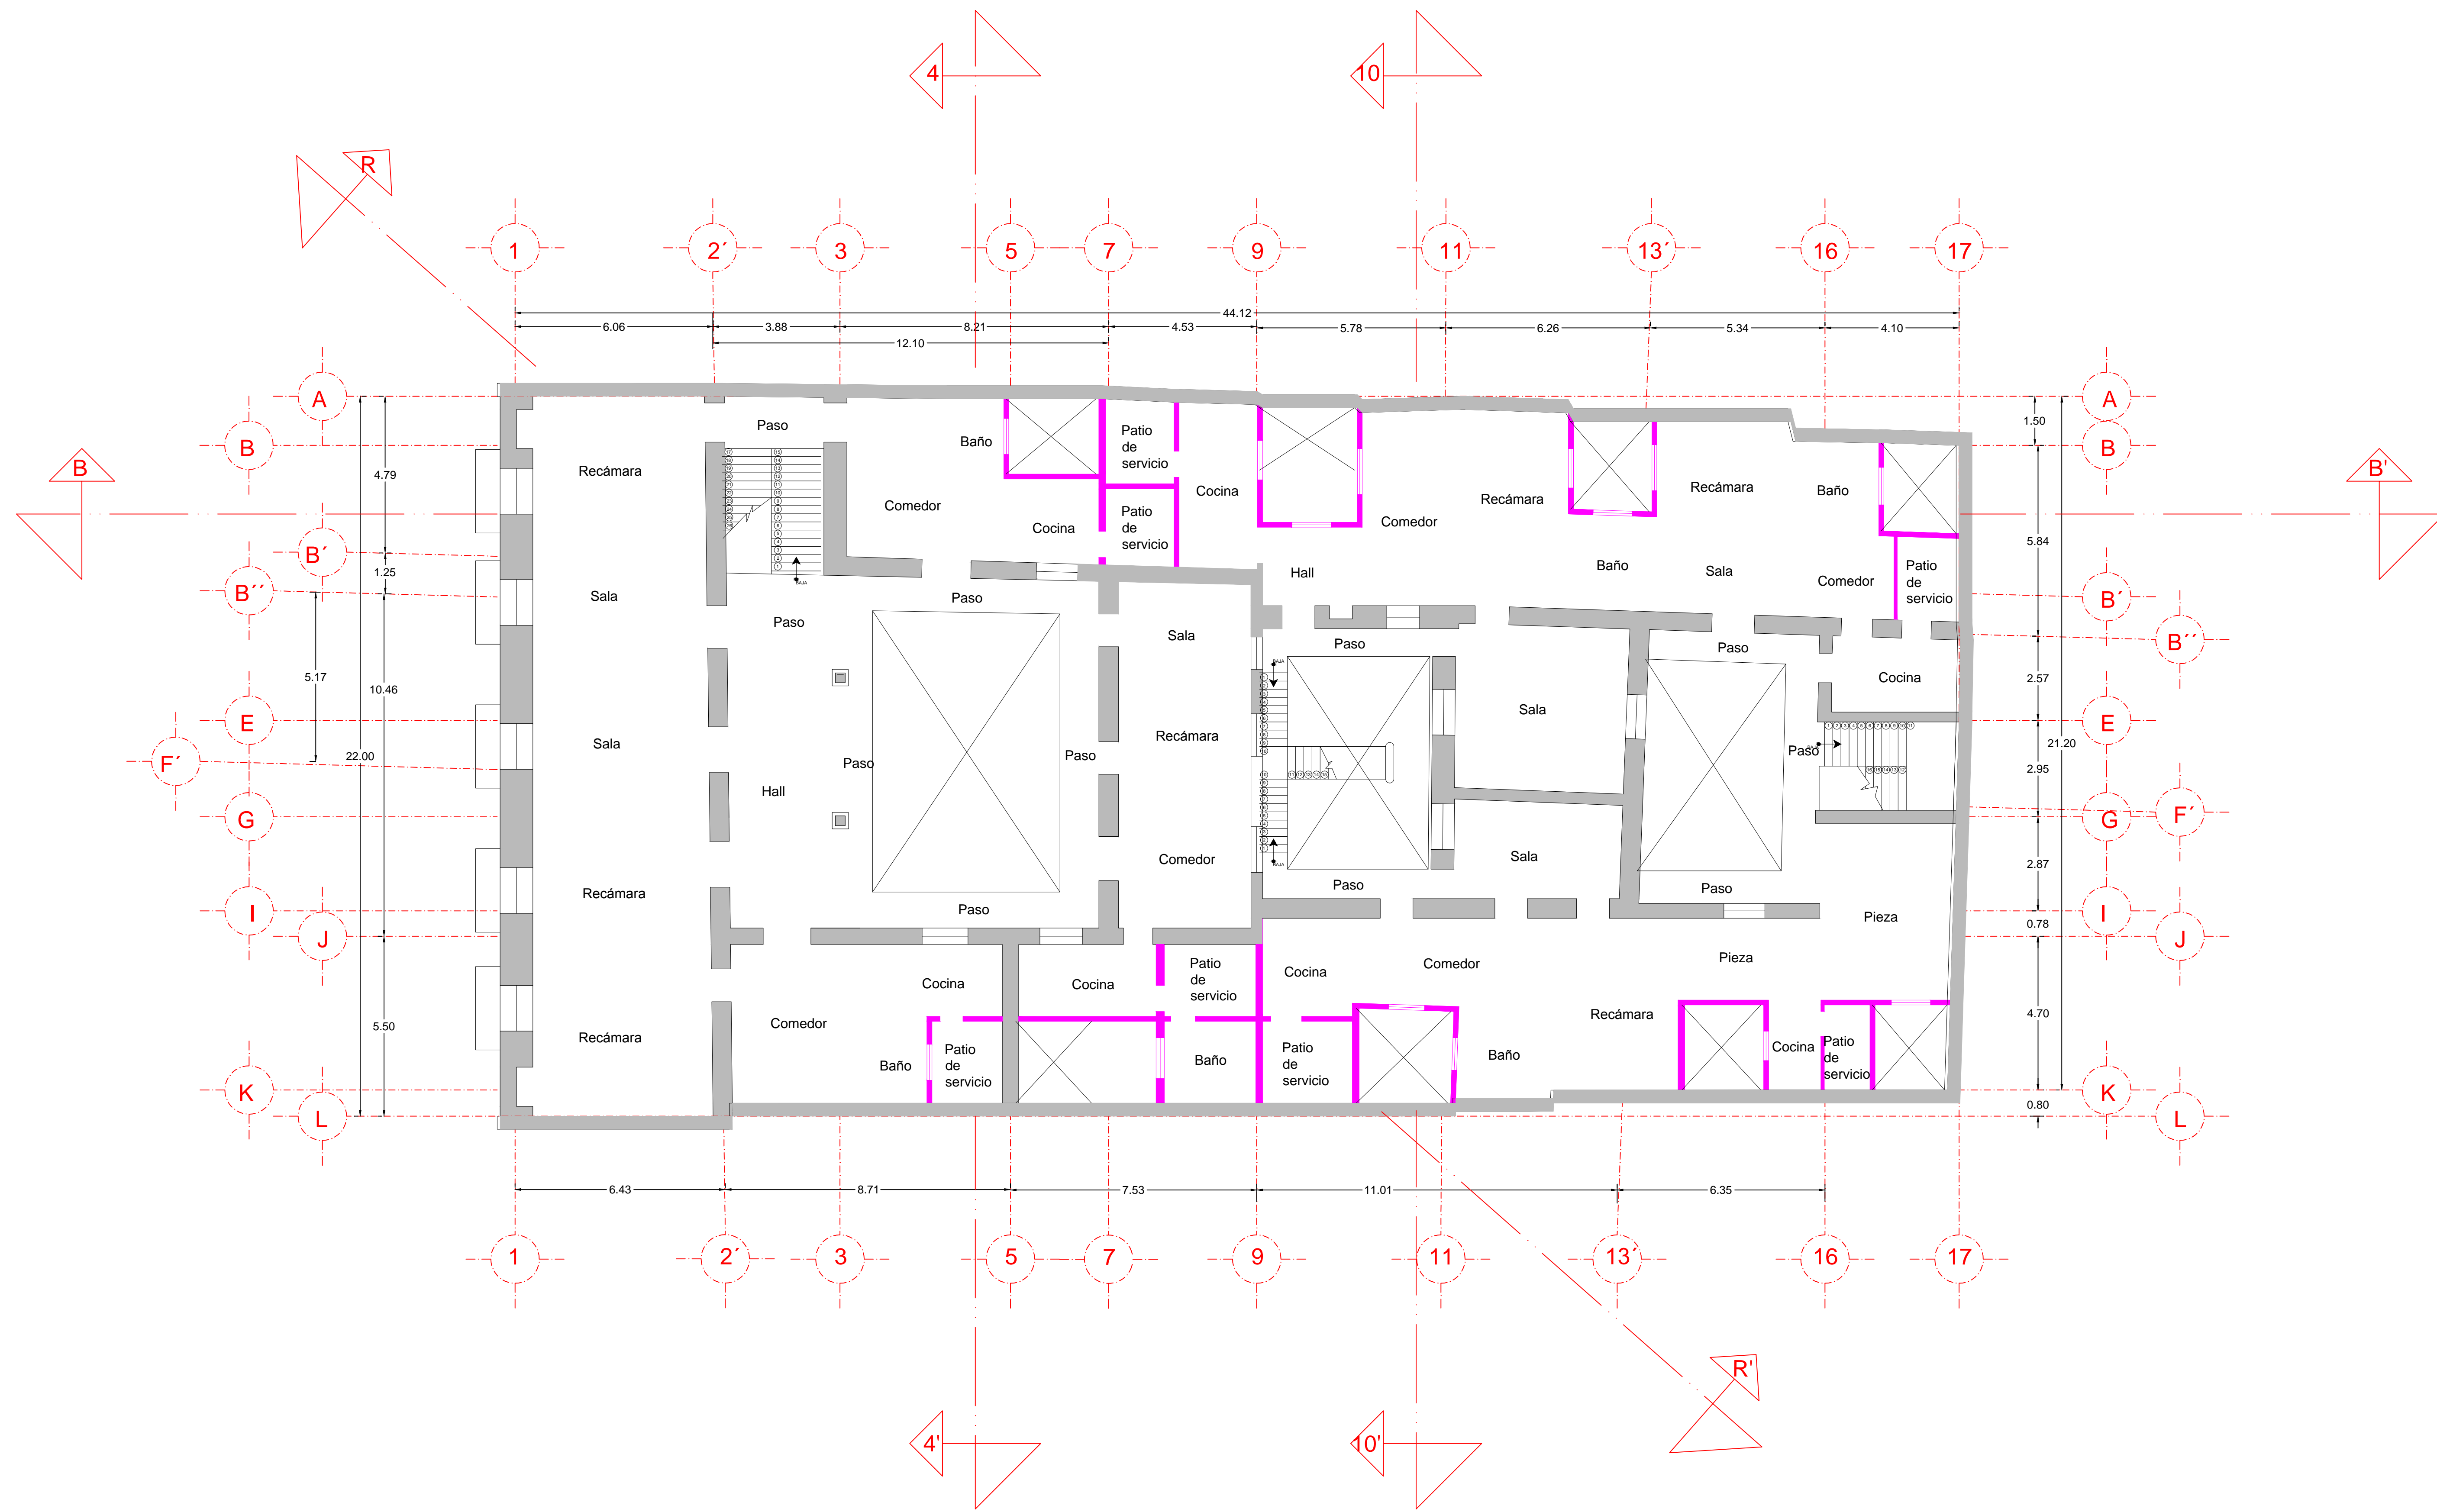 4
10
R
1
2´
3
5
7
9
11
13´
16
17
44.12
6.06
3.88
8.21
4.53
5.78
6.26
5.34
4.10
12.10
A
A
1.50
B
B
Paso
Patio
de
servicio
Baño
Recámara
B
B'
4.79
Cocina
Recámara
Recámara
Baño
Comedor
Comedor
Patio
de
servicio
Cocina
5.84
B´
1.25
Hall
Baño
Sala
Comedor
Patio
de
servicio
B´´
B´
Sala
Paso
Paso
BAJA
Sala
Paso
Paso
B´´
5.17
10.46
Cocina
2.57
Sala
E
E
Recámara
Sala
Paso
Paso
Paso
BAJA
21.20
22.00
F´
2.95
Hall
G
G
F´
Comedor
Sala
BAJA
2.87
Recámara
Paso
Paso
Paso
Pieza
I
I
0.78
J
J
Pieza
Cocina
Cocina
Patio
de
servicio
Cocina
Comedor
5.50
Comedor
Recámara
4.70
Recámara
Baño
Patio
de
servicio
Baño
Patio
de
servicio
Baño
Cocina
Patio
de
servicio
K
K
0.80
L
L
6.43
8.71
7.53
11.01
6.35
1
2´
3
5
7
9
11
13´
16
17
R'
4'
10'